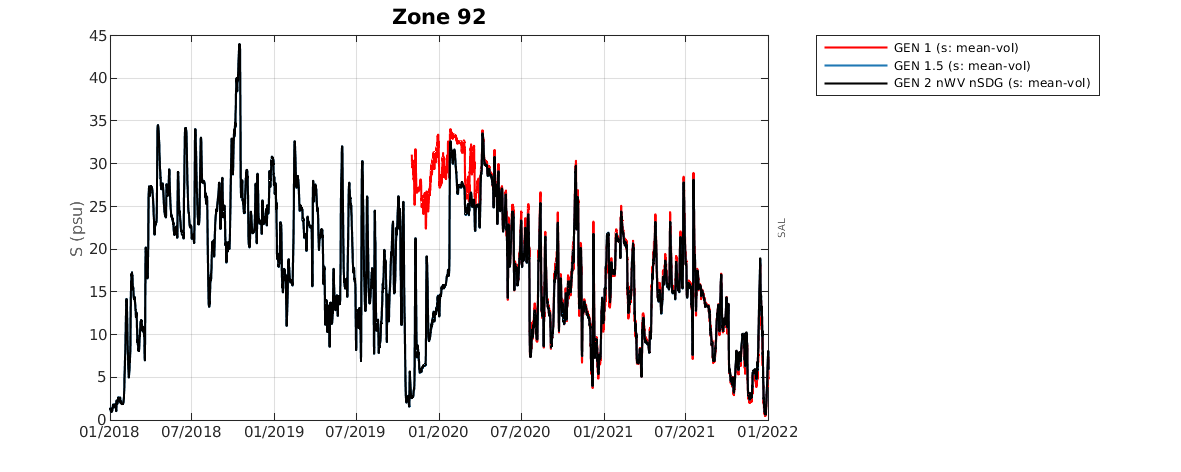 Zone 92
GEN 1 (s: mean-vol)
GEN 1.5 (s: mean-vol)
GEN 2 nWV nSDG (s: mean-vol)
S (psu)
45
40
35
30
25
20
15
10
5
0
01/2018 07/2018 01/2019 07/2019 01/2020 07/2020 01/2021 07/2021 01/2022
SAL